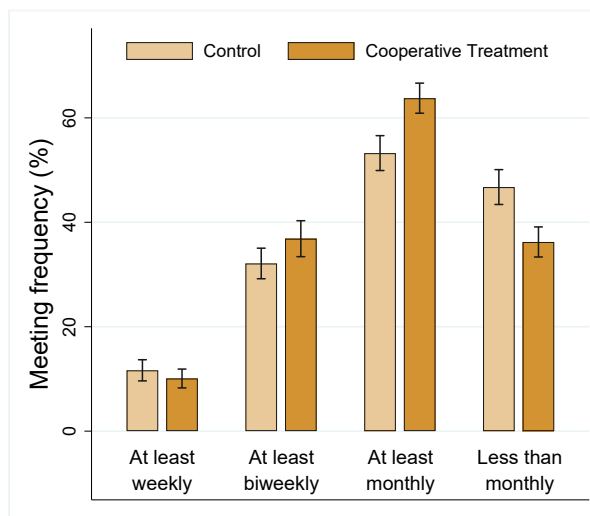 Control Cooperative Treatment
Meeting frequency (%)
60
40
20
0
At least At least At least Less than
weekly biweekly monthly monthly